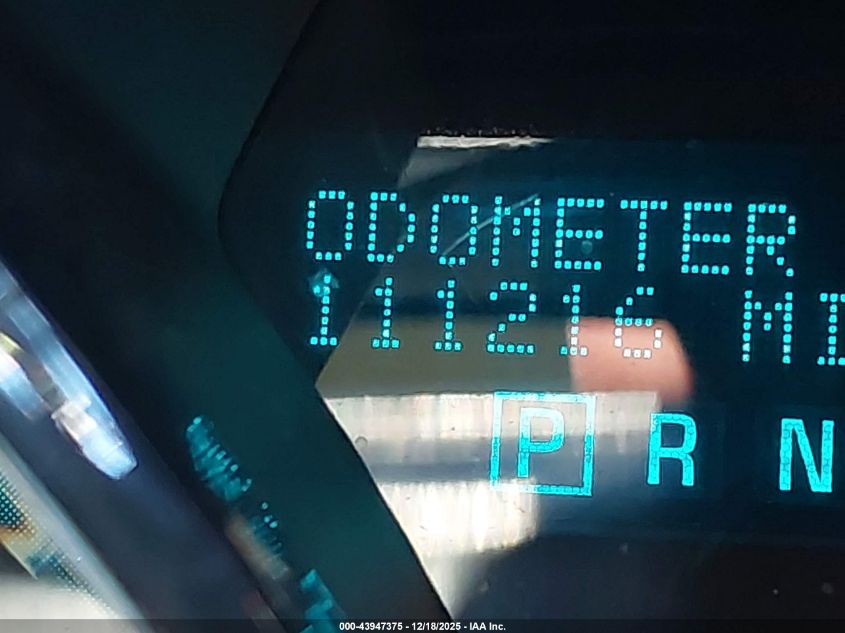 ODOMETER
111216 MI
P R N
000-43947375 - 12/18/2025 - IAA Inc.